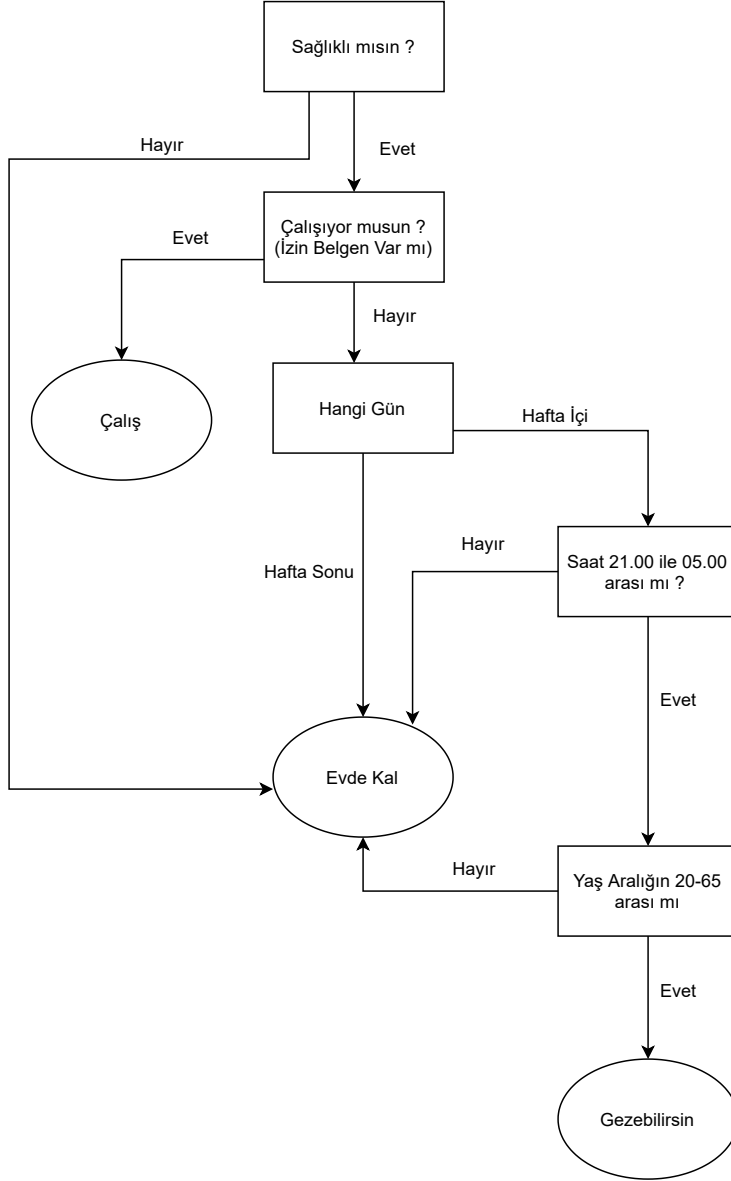 Sağlıklı mısın ?
Hayır
Evet
Çalışıyor musun ?
(İzin Belgen Var mı)
Evet
Hayır
Çalış
Hangi Gün
Hafta İçi
Hafta Sonu
Hayır
Saat 21.00 ile 05.00
arası mı ?
Evet
Evde Kal
Hayır
Yaş Aralığın 20-65
arası mı
Evet
Gezebilirsin